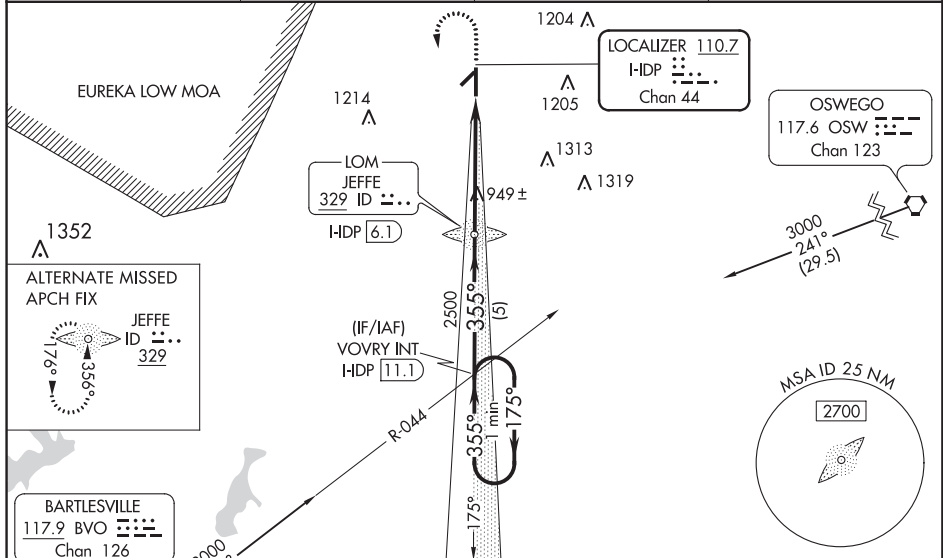 1204
LOCALIZER 110.7
I-IDP
Chan 44
EUREKA LOW MOA
1214
1205
OSWEGO
117.6 OSW
Chan 123
1313
LOM
JEFFE
329 ID
1319
949 ±
I-IDP 6.1
1352
3000
241°
(29.5)
ALTERNATE MISSED
APCH FIX
JEFFE
ID
329
176°
356°
2500
355°
(5)
(IF/IAF)
VOVRY INT
I-IDP 11.1
MSA ID 25 NM
2700
R-044
355°
1 min
175°
175°
BARTLESVILLE
117.9 BVO
Chan 126